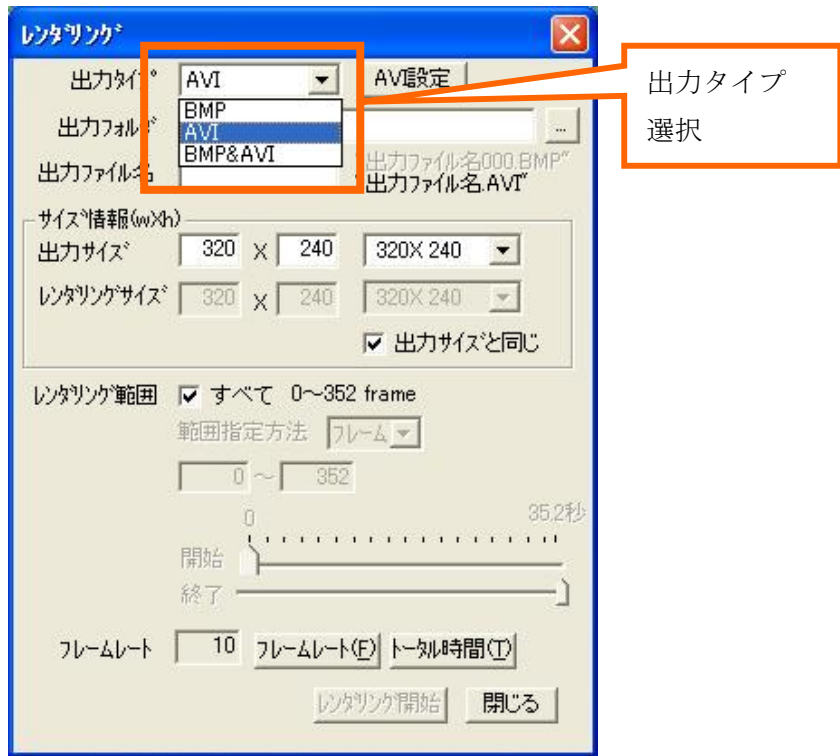 レンダリング
出力タイプ AVI AVI設定
BMP
AVI
BMP&AVI
出力フォルダ ...
出力ファイル名 "出力ファイル名000.BMP"
"出力ファイル名.AVI"
出力タイプ
選択
サイズ情報(wXh)
出力サイズ 320 X 240 320X 240
レンダリングサイズ 320 X 240 320X 240
出力サイズと同じ
レンダリング範囲 すべて 0～352 frame
範囲指定方法 フレーム
0 ～ 352
0 35.2秒
開始
終了
フレームレート 10 フレームレート(F) トータル時間(T)
レンダリング開始 閉じる